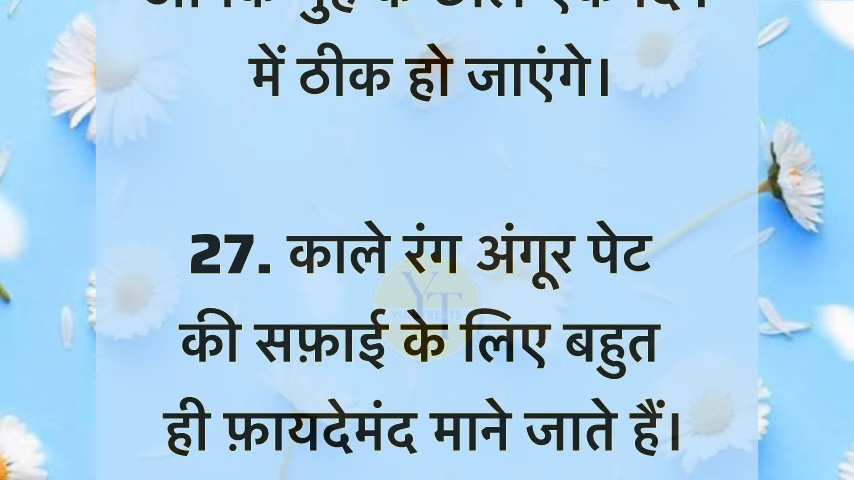 में ठीक हो जाएंगे।
27. काले रंग अंगूर पेट
की सफ़ाई के लिए बहुत
ही फ़ायदेमंद माने जाते हैं।